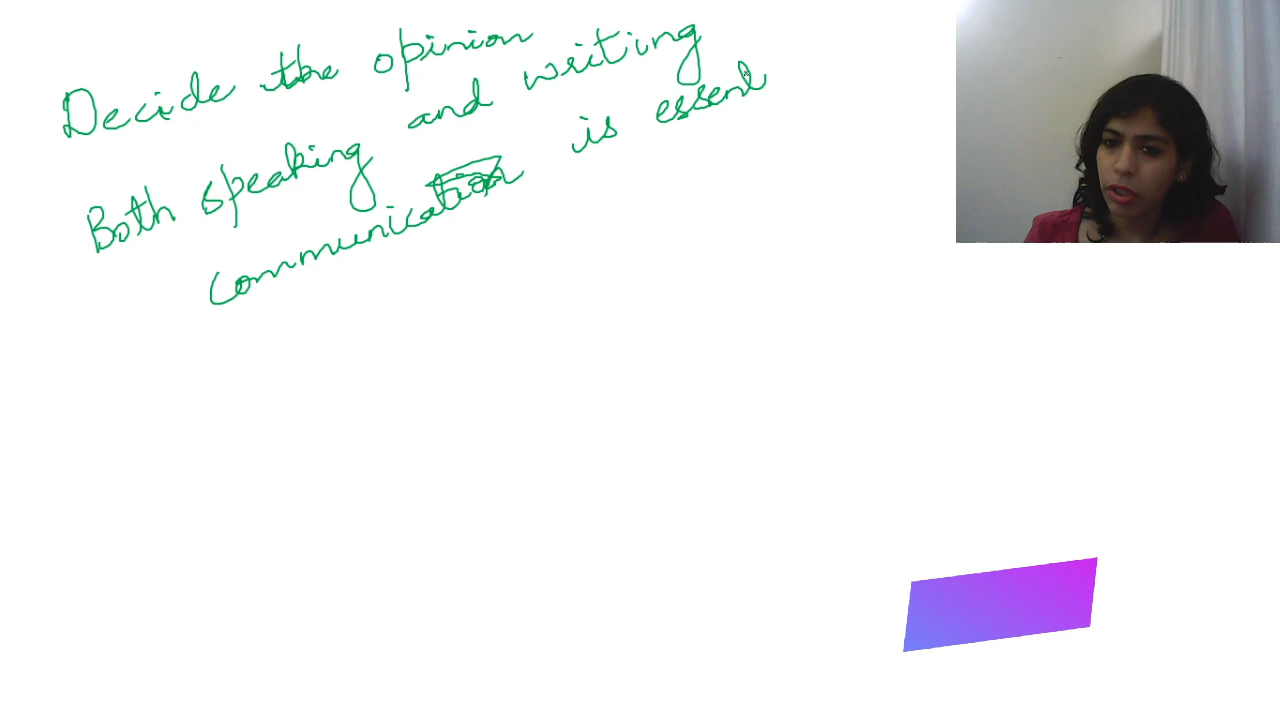 Decide the opinion
Both speaking and writing
communication is essent